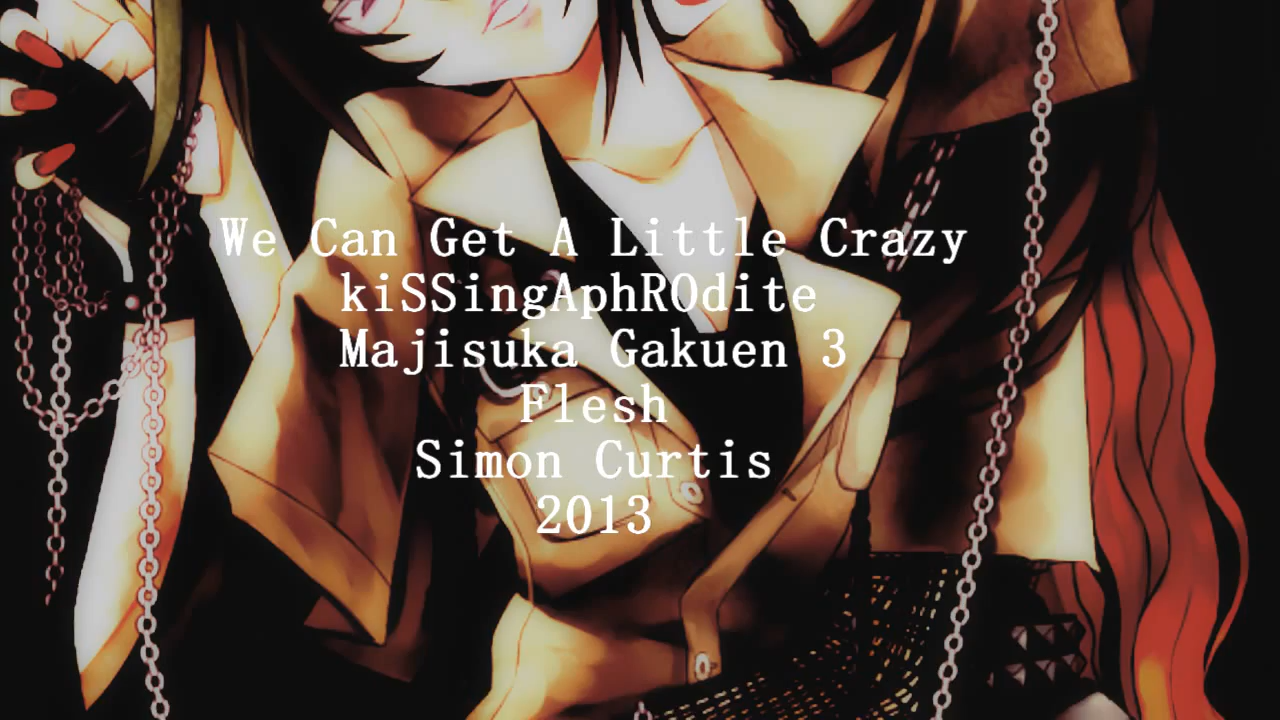 We Can Get A Little Crazy
kiSSingAphROdite
Majisuka Gakuen 3
Flesh
Simon Curtis
2013